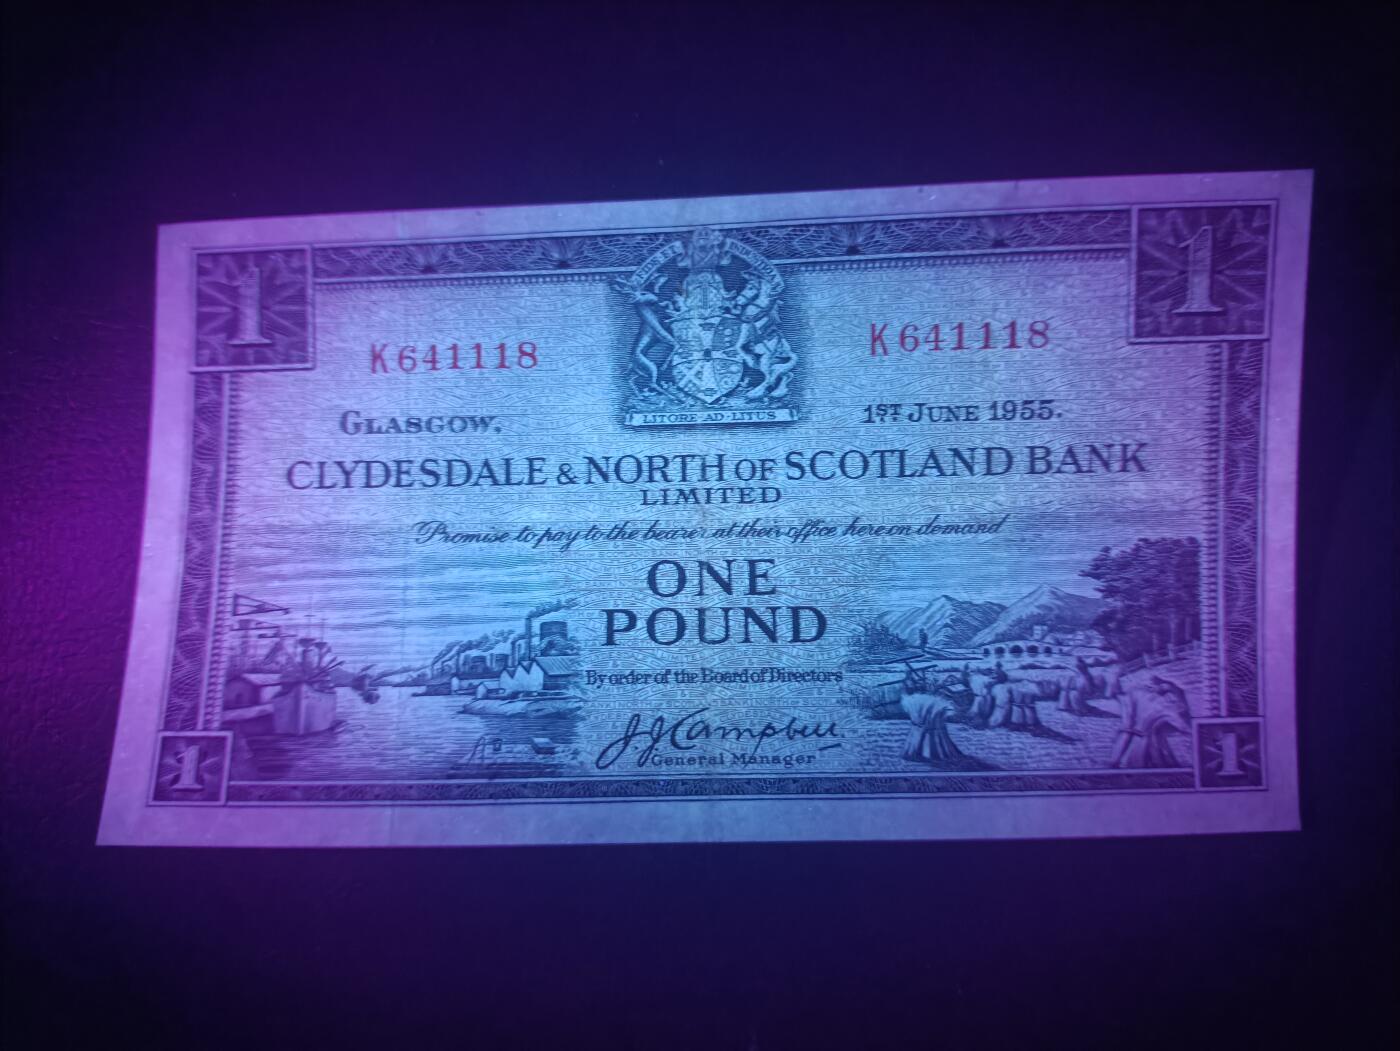 1
1
K641118
K641118
LITORE AD·LITUS
GLASGOW,
1ST JUNE 1955.
CLYDESDALE & NORTH OF SCOTLAND BANK
LIMITED
Promise to pay to the bearer at their office here on demand
ONE
POUND
By order of the Board of Directors
J.J. Campbell
General Manager
1
1